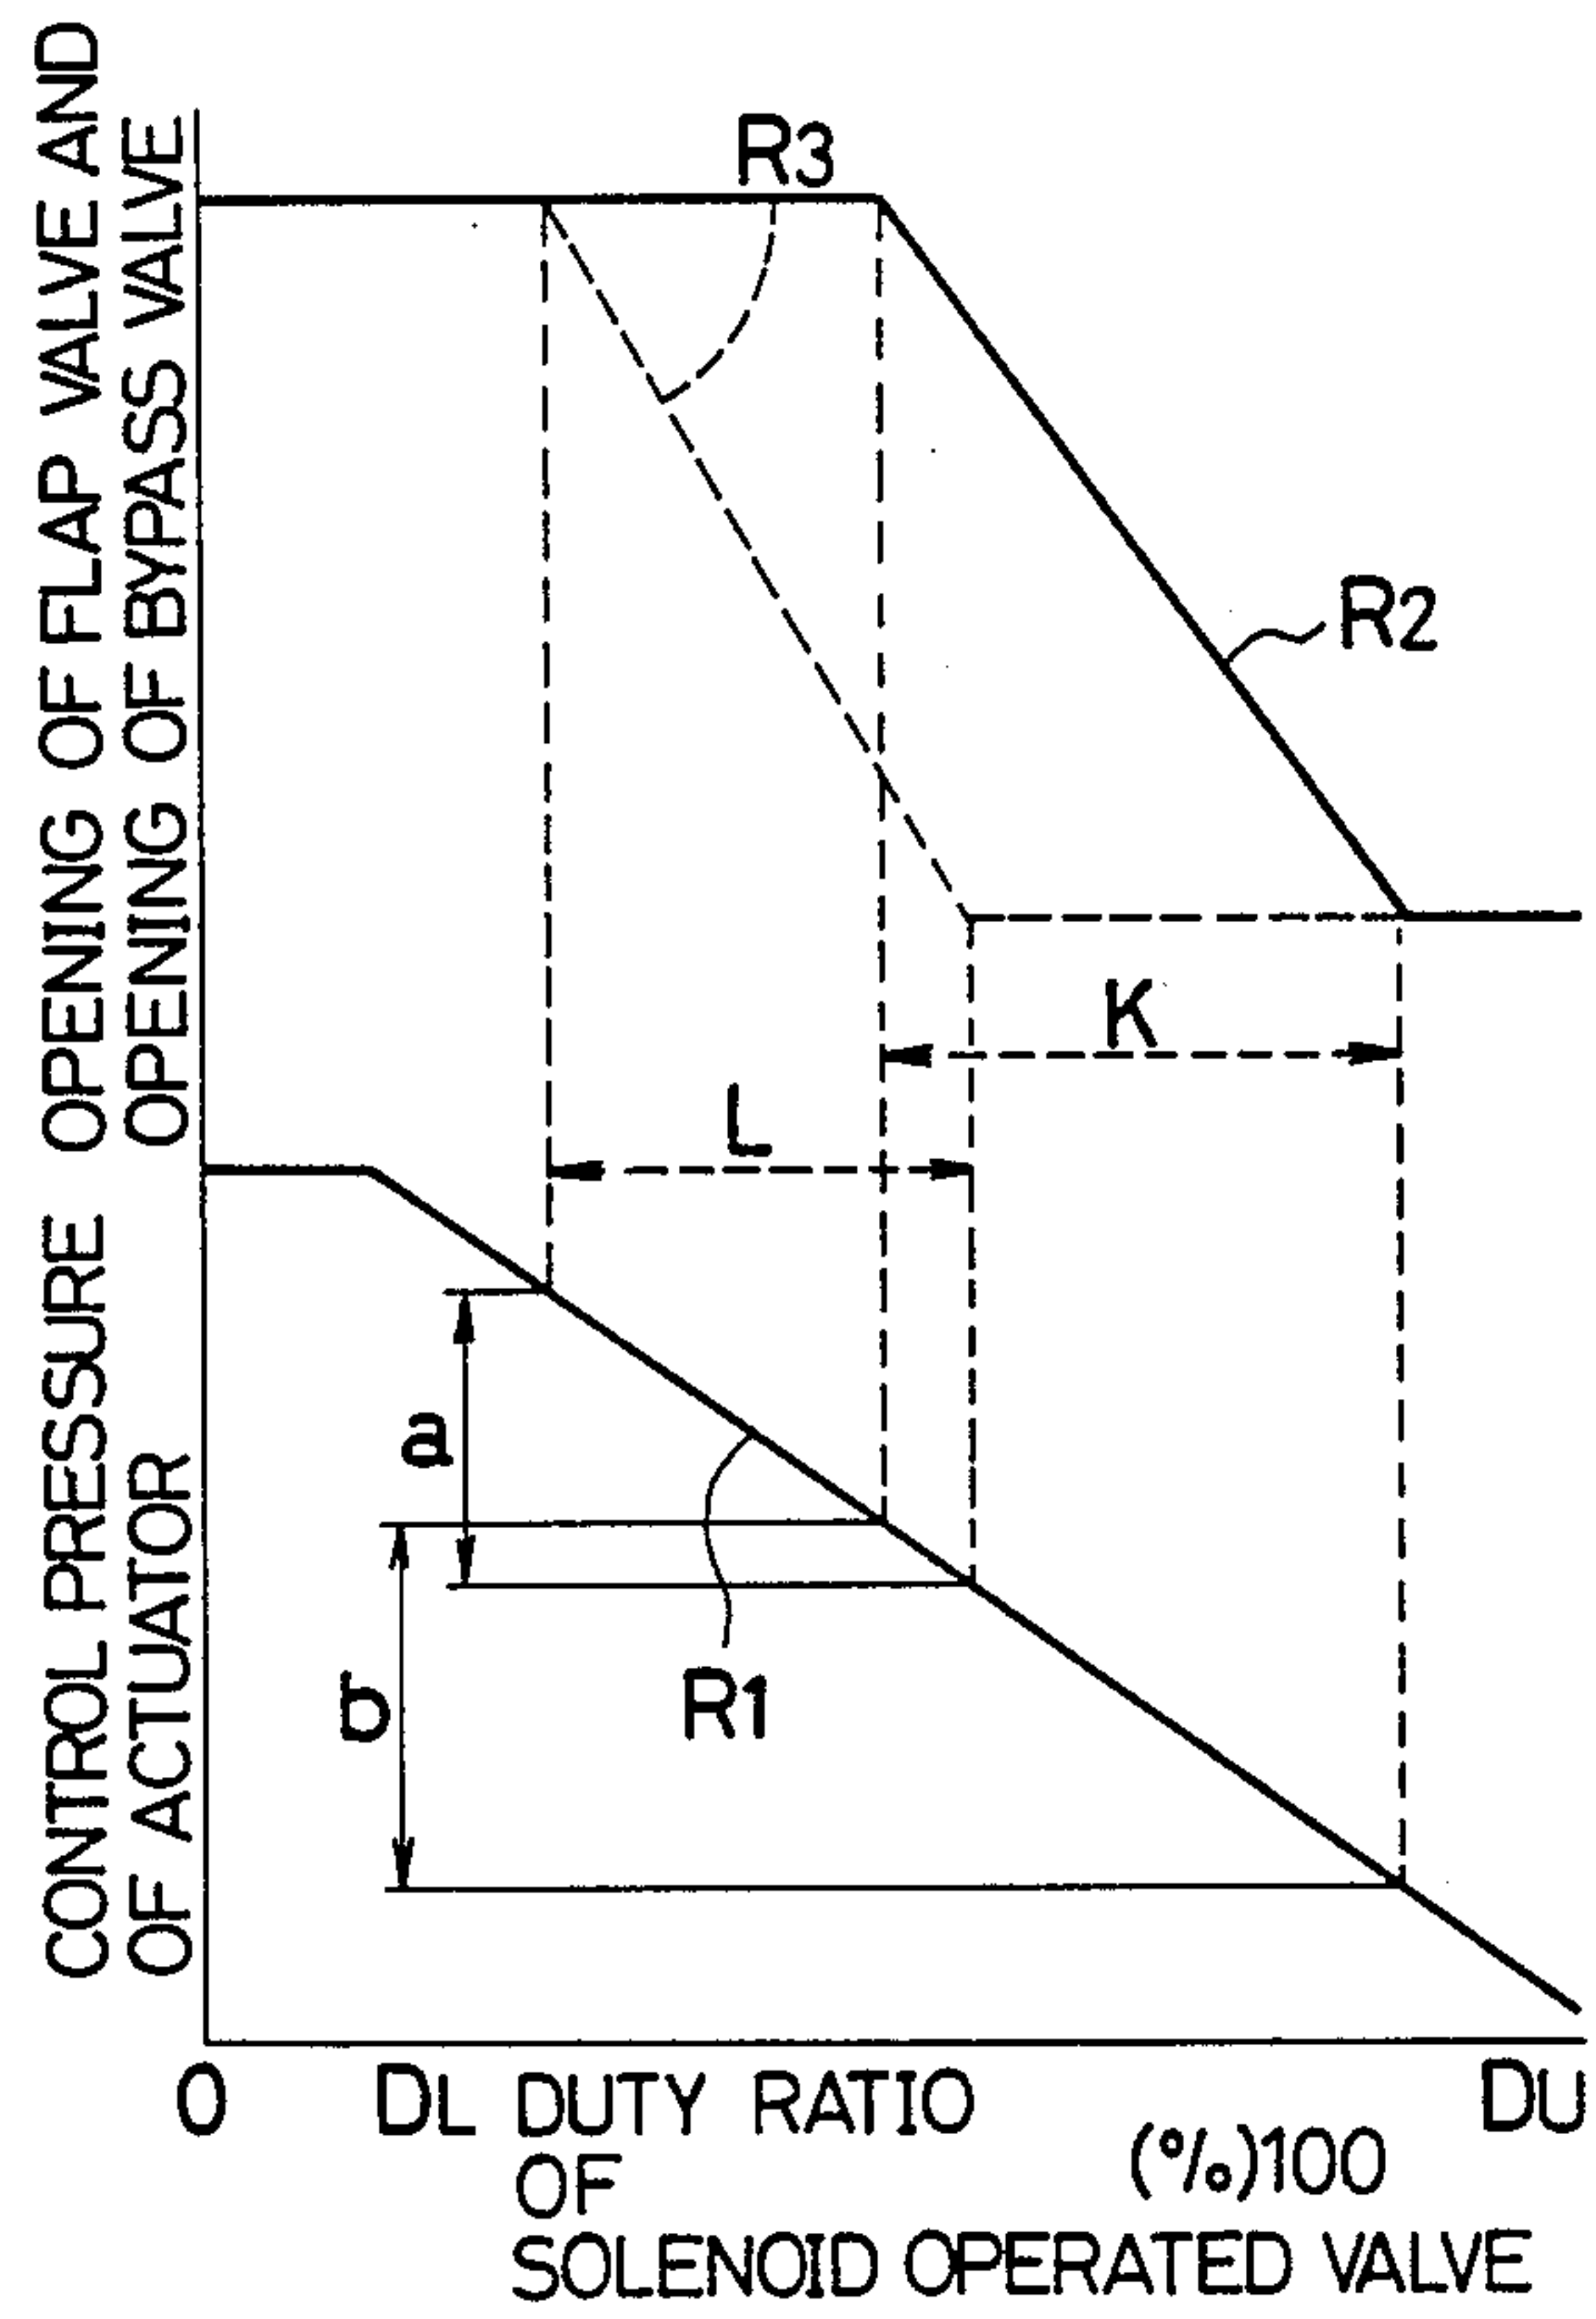 OPENING OF FLAP VALVE AND
OPENING OF BYPASS VALVE
R3
R2
K
L
CONTROL PRESSURE
OF ACTUATOR
a
b
R1
0
DL DUTY RATIO
DU
OF
(%)100
SOLENOID OPERATED VALVE